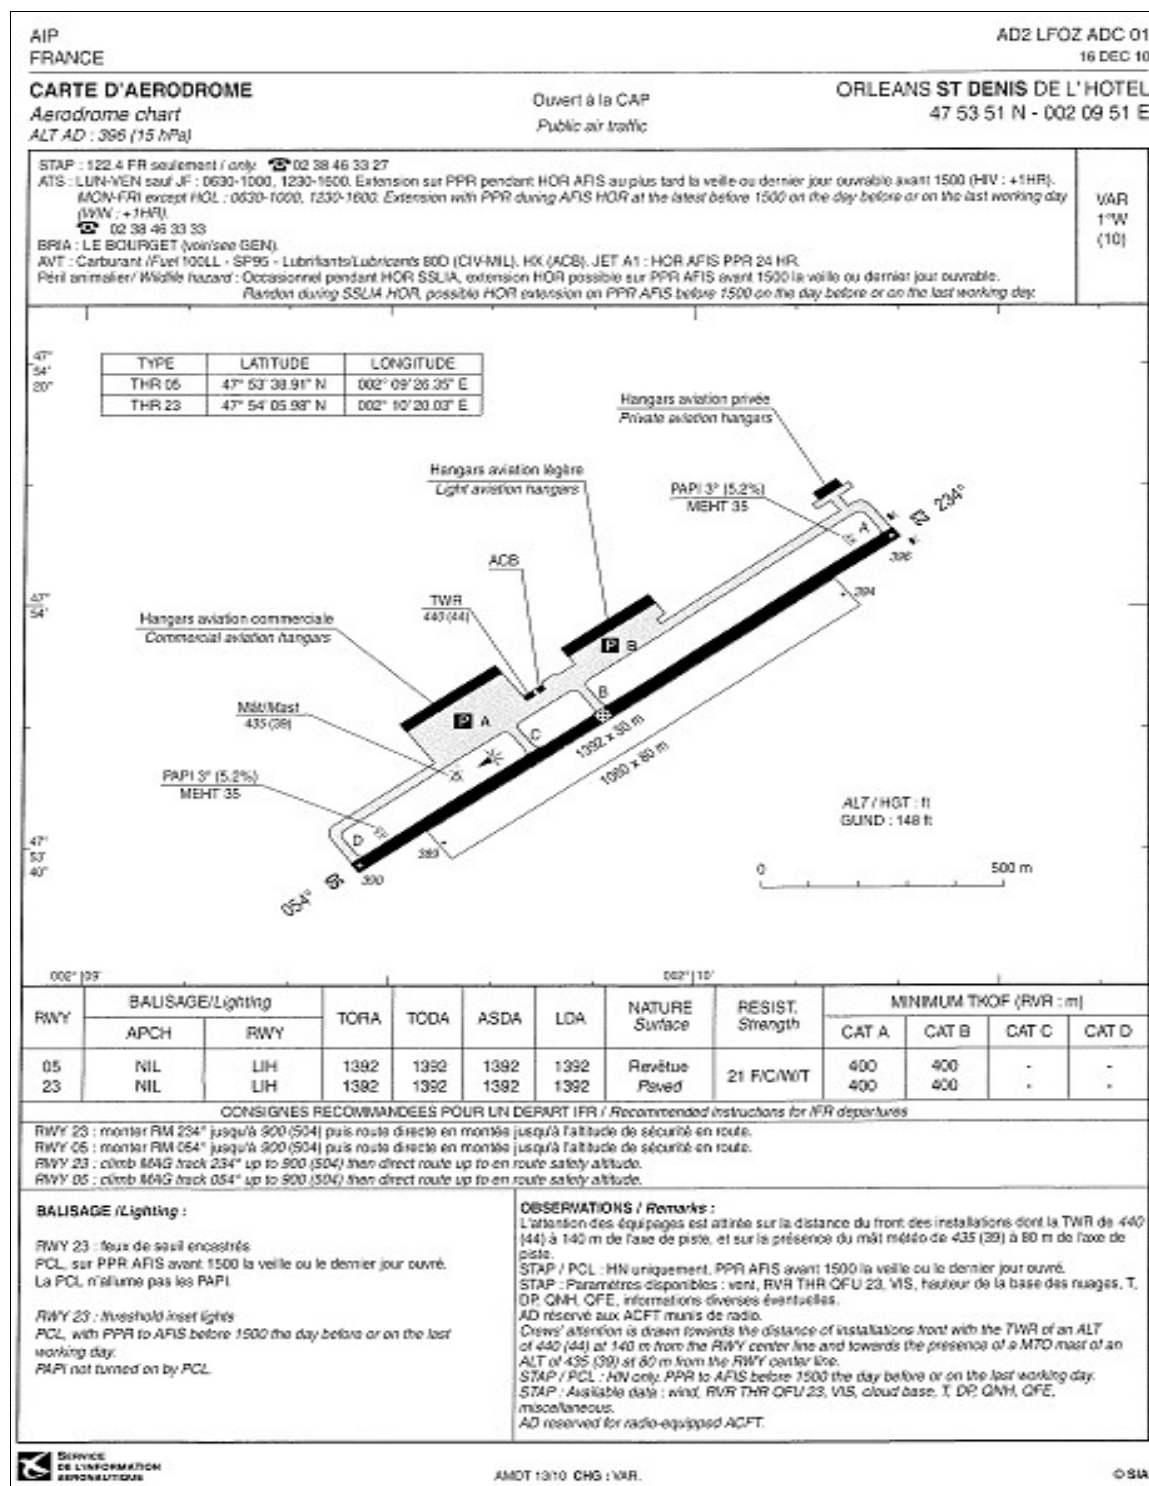 AIP
FRANCE
AD2 LFOZ ADC 01
16 DEC 10
CARTE D'AERODROME
Aerodrome chart
ALT AD : 396 (15 hPa)
Ouvert à la CAP
Public air traffic
ORLEANS ST DENIS DE L' HOTEL
47 53 51 N - 002 09 51 E
STAP : 122.4 FR seulement / only. ☎ 02 38 46 33 27
ATS : LUN-VEN sauf JF : 0630-1000, 1230-1600. Extension sur PPR pendant HOR AFIS au plus tard la veille ou dernier jour ouvrable avant 1500 (HIV : +1HR).
MON-FRI except HOL : 0630-1000, 1230-1600. Extension with PPR during AFIS HOR at the latest before 1500 on the day before or on the last working day
(WIN : +1HR).
☎ 02 38 46 33 33
BRIA : LE BOURGET (voir/see GEN).
AVT : Carburant /Fuel 100LL - SP95 - Lubrifiants/Lubricants 80D (CIV-MIL). HX (ACB). JET A1 : HOR AFIS PPR 24 HR.
Péril animalier/ Wildlife hazard : Occasionnel pendant HOR SSLIA, extension HOR possible sur PPR AFIS avant 1500 la veille ou dernier jour ouvrable.
Randon during SSLIA HOR, possible HOR extension on PPR AFIS before 1500 on the day before or on the last working day.
VAR
1°W
(10)
47°
54'
20"
TYPE LATITUDE LONGITUDE
THR 05 47° 53' 38.91" N 002° 09' 26.35" E
THR 23 47° 54' 05.98" N 002° 10' 20.03" E
Hangars aviation privée
Private aviation hangars
Hangars aviation légère
Light aviation hangars
PAPI 3° (5.2%)
MEHT 35
A
234°
396
ACB
394
47°
54'
TWR
440 (44)
Hangars aviation commerciale
Commercial aviation hangars
P B
B
Mât/Mast
435 (39)
P A
C
1392 x 30 m
1080 x 80 m
PAPI 3° (5.2%)
MEHT 35
ALT / HGT : ft
GUND : 148 ft
D
389
47°
53'
40"
390
054°
0 500 m
002° 09' 002° 10'
RWY BALISAGE/Lighting TORA TODA ASDA LDA NATURE Surface RESIST. Strength MINIMUM TKOF (RVR : m)
APCH RWY CAT A CAT B CAT C CAT D
05 NIL LIH 1392 1392 1392 1392 Revêtue 21 F/C/W/T 400 400 - -
23 NIL LIH 1392 1392 1392 1392 Paved 400 400 - -
CONSIGNES RECOMMANDEES POUR UN DEPART IFR / Recommended instructions for IFR departures
RWY 23 : monter RM 234° jusqu'à 900 (504) puis route directe en montée jusqu'à l'altitude de sécurité en route.
RWY 05 : monter RM 054° jusqu'à 900 (504) puis route directe en montée jusqu'à l'altitude de sécurité en route.
RWY 23 : climb MAG track 234° up to 900 (504) then direct route up to en route safety altitude.
RWY 05 : climb MAG track 054° up to 900 (504) then direct route up to en route safety altitude.
BALISAGE /Lighting :
RWY 23 : feux de seuil encastrés
PCL, sur PPR AFIS avant 1500 la veille ou le dernier jour ouvré.
La PCL n'allume pas les PAPI.
RWY 23 : threshold inset lights
PCL, with PPR to AFIS before 1500 the day before or on the last
working day.
PAPI not turned on by PCL.
OBSERVATIONS / Remarks :
L'attention des équipages est attirée sur la distance du front des installations dont la TWR de 440
(44) à 140 m de l'axe de piste, et sur la présence du mât météo de 435 (39) à 80 m de l'axe de
piste.
STAP / PCL : HN uniquement, PPR AFIS avant 1500 la veille ou le dernier jour ouvré.
STAP : Paramètres disponibles : vent, RVR THR QFU 23, VIS, hauteur de la base des nuages, T,
DP, QNH, QFE, informations diverses éventuelles.
AD réservé aux ACFT munis de radio.
Crews' attention is drawn towards the distance of installations front with the TWR of an ALT
of 440 (44) at 140 m from the RWY center line and towards the presence of a MTO mast of an
ALT of 435 (39) at 80 m from the RWY center line.
STAP / PCL : HN only. PPR to AFIS before 1500 the day before or on the last working day.
STAP : Available data : wind, RVR THR QFU 23, VIS, cloud base, T, DP, QNH, QFE,
miscellaneous.
AD reserved for radio-equipped ACFT.
SERVICE
DE L'INFORMATION
AERONAUTIQUE
AMDT 13/10 CHG : VAR.
© SIA